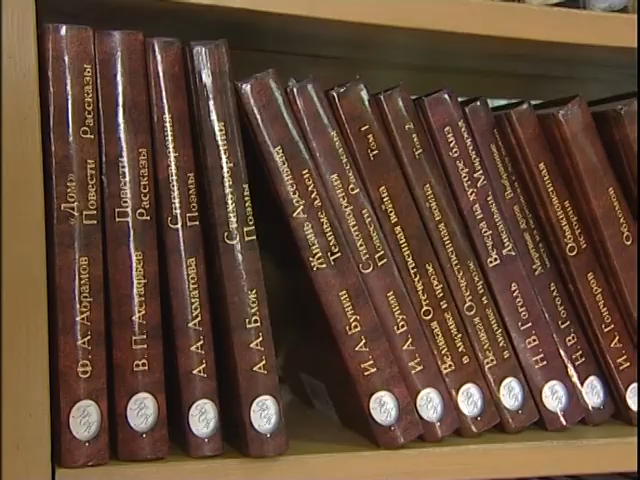 Ф. А. Абрамов «Дом»
Повести Рассказы
В. П. Астафьев Повести
Рассказы
А. А. Ахматова Стихотворения
Поэмы
А. А. Блок Стихотворения
Поэмы
И. А. Бунин Жизнь Арсеньева
Темные аллеи
И. А. Бунин Стихотворения
Повести Рассказы
Великая Отечественная война
в лирике и прозе Том 1
Великая Отечественная война
в лирике и прозе Том 2
Н. В. Гоголь Вечера на хуторе близ
Диканьки. Миргород
Н. В. Гоголь
Мертвые души
И. А. Гончаров Обыкновенная
история
Обломов